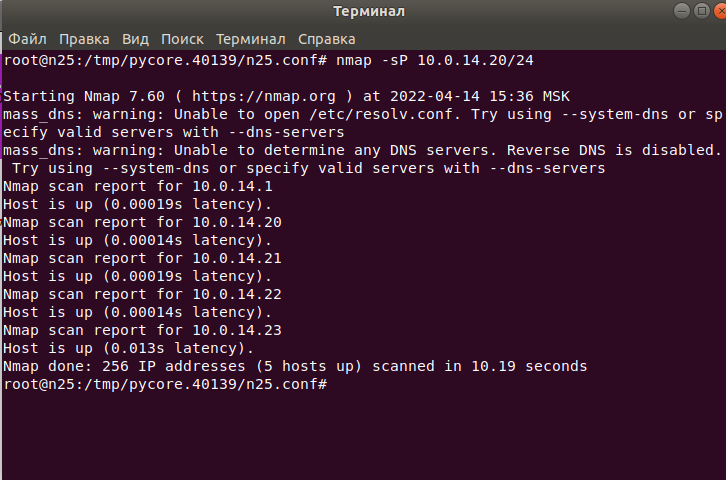 Терминал
Файл Правка Вид Поиск Терминал Справка
root@n25:/tmp/pycore.40139/n25.conf# nmap -sP 10.0.14.20/24
Starting Nmap 7.60 ( https://nmap.org ) at 2022-04-14 15:36 MSK
mass_dns: warning: Unable to open /etc/resolv.conf. Try using --system-dns or sp
ecify valid servers with --dns-servers
mass_dns: warning: Unable to determine any DNS servers. Reverse DNS is disabled.
 Try using --system-dns or specify valid servers with --dns-servers
Nmap scan report for 10.0.14.1
Host is up (0.00019s latency).
Nmap scan report for 10.0.14.20
Host is up (0.00014s latency).
Nmap scan report for 10.0.14.21
Host is up (0.00019s latency).
Nmap scan report for 10.0.14.22
Host is up (0.00014s latency).
Nmap scan report for 10.0.14.23
Host is up (0.013s latency).
Nmap done: 256 IP addresses (5 hosts up) scanned in 10.19 seconds
root@n25:/tmp/pycore.40139/n25.conf#